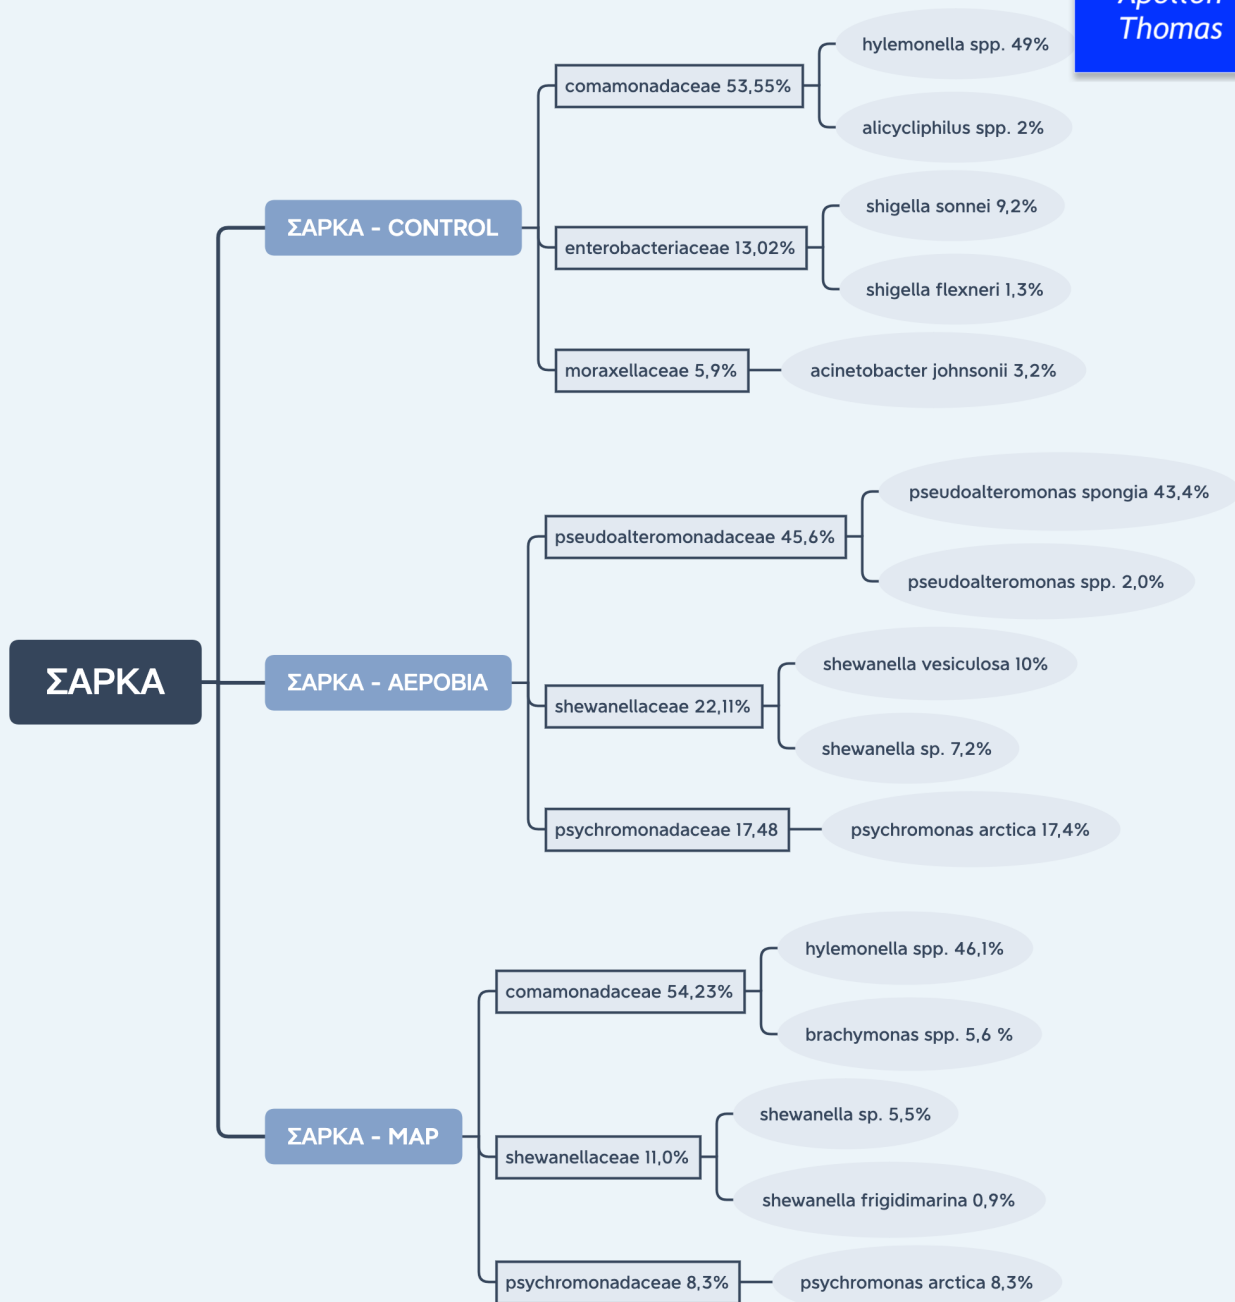 Thomas
hylemonella spp. 49%
comamonadaceae 53,55%
alicycliphilus spp. 2%
shigella sonnei 9,2%
ΣΑΡΚΑ - CONTROL
enterobacteriaceae 13,02%
shigella flexneri 1,3%
moraxellaceae 5,9%
acinetobacter johnsonii 3,2%
pseudoalteromonas spongia 43,4%
pseudoalteromonadaceae 45,6%
pseudoalteromonas spp. 2,0%
shewanella vesiculosa 10%
ΣΑΡΚΑ
ΣΑΡΚΑ - ΑΕΡΟΒΙΑ
shewanellaceae 22,11%
shewanella sp. 7,2%
psychromonadaceae 17,48
psychromonas arctica 17,4%
hylemonella spp. 46,1%
comamonadaceae 54,23%
brachymonas spp. 5,6 %
shewanella sp. 5,5%
ΣΑΡΚΑ - MAP
shewanellaceae 11,0%
shewanella frigidimarina 0,9%
psychromonadaceae 8,3%
psychromonas arctica 8,3%